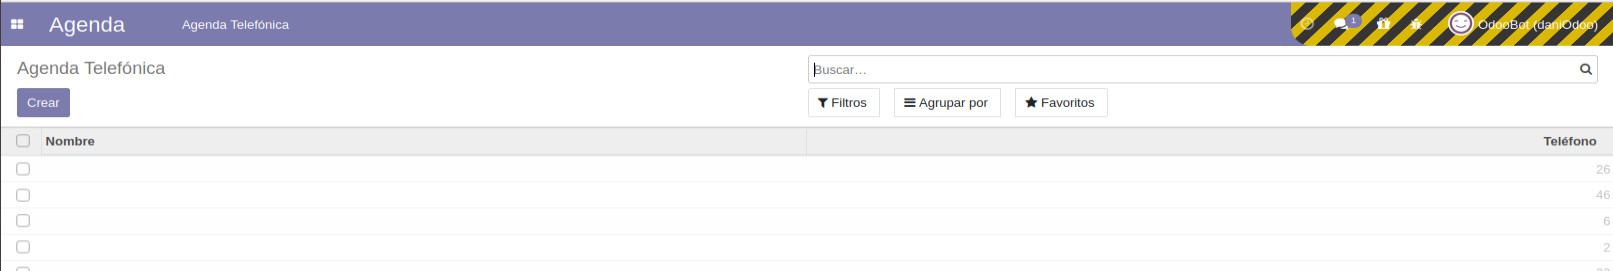 Agenda Agenda Telefónica 1 OdooBot (daniOdoo)
Agenda Telefónica
Buscar...
Crear
Filtros Agrupar por Favoritos
Nombre Teléfono
26
46
6
2